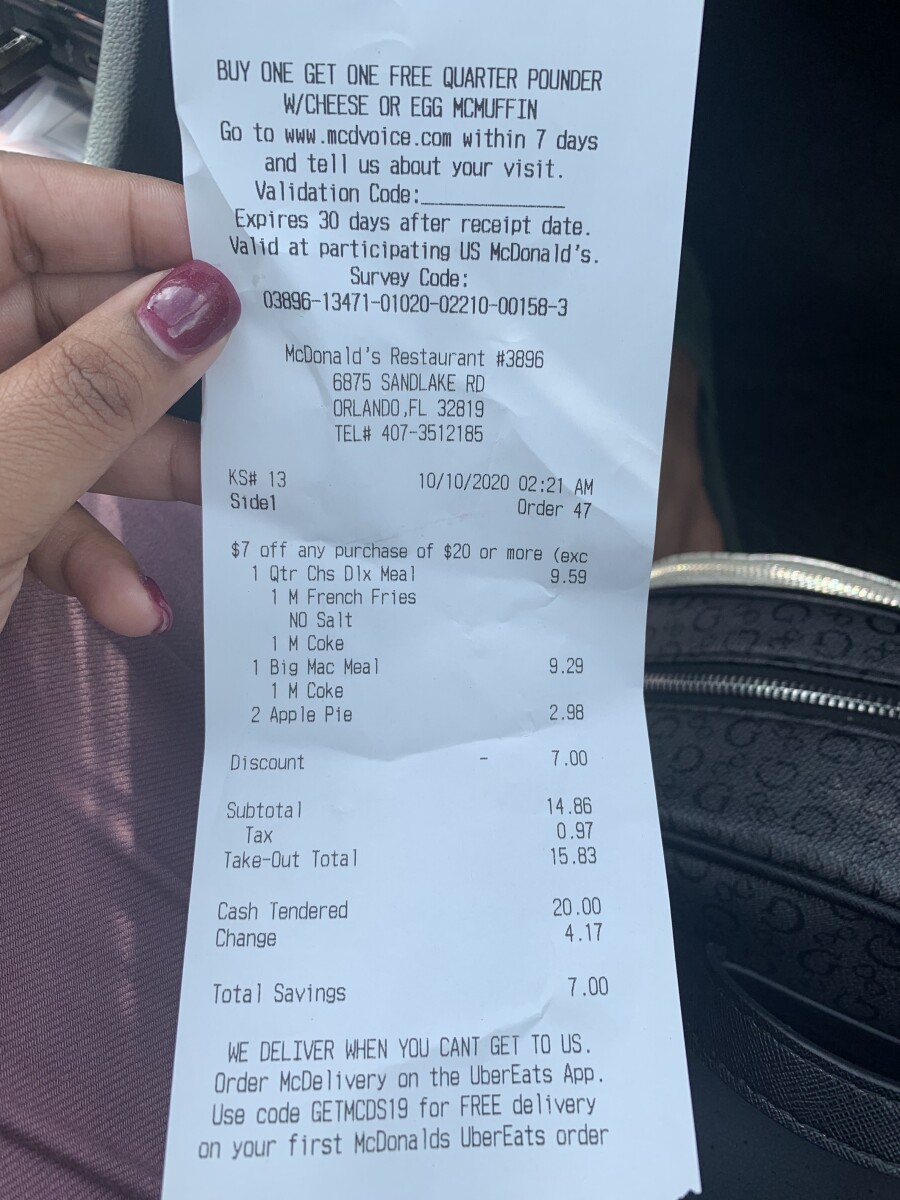 BUY ONE GET ONE FREE QUARTER POUNDER
W/CHEESE OR EGG MCMUFFIN
Go to www.mcdvoice.com within 7 days
and tell us about your visit.
Validation Code:______________
Expires 30 days after receipt date.
Valid at participating US McDonald's.
Survey Code:
03896-13471-01020-02210-00158-3
McDonald's Restaurant #3896
6875 SANDLAKE RD
ORLANDO,FL 32819
TEL# 407-3512185
KS# 13 10/10/2020 02:21 AM
Side1 Order 47
$7 off any purchase of $20 or more (exc
1 Qtr Chs Dlx Meal 9.59
1 M French Fries
NO Salt
1 M Coke
1 Big Mac Meal 9.29
1 M Coke
2 Apple Pie 2.98
Discount - 7.00
Subtotal 14.86
Tax 0.97
Take-Out Total 15.83
Cash Tendered 20.00
Change 4.17
Total Savings 7.00
WE DELIVER WHEN YOU CANT GET TO US.
Order McDelivery on the UberEats App.
Use code GETMCDS19 for FREE delivery
on your first McDonalds UberEats order